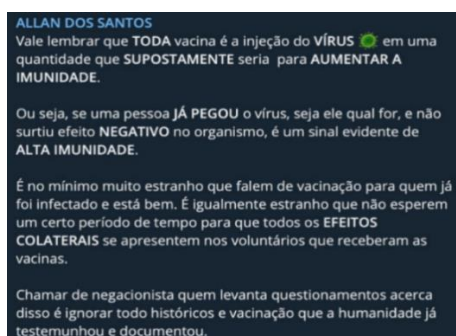 ALLAN DOS SANTOS
Vale lembrar que TODA vacina é a injeção do VÍRUS 🦠 em uma
quantidade que SUPOSTAMENTE seria para AUMENTAR A
IMUNIDADE.
Ou seja, se uma pessoa JÁ PEGOU o vírus, seja ele qual for, e não
surtiu efeito NEGATIVO no organismo, é um sinal evidente de
ALTA IMUNIDADE.
É no mínimo muito estranho que falem de vacinação para quem já
foi infectado e está bem. É igualmente estranho que não esperem
um certo período de tempo para que todos os EFEITOS
COLATERAIS se apresentem nos voluntários que receberam as
vacinas.
Chamar de negacionista quem levanta questionamentos acerca
disso é ignorar todo históricos e vacinação que a humanidade já
testemunhou e documentou.